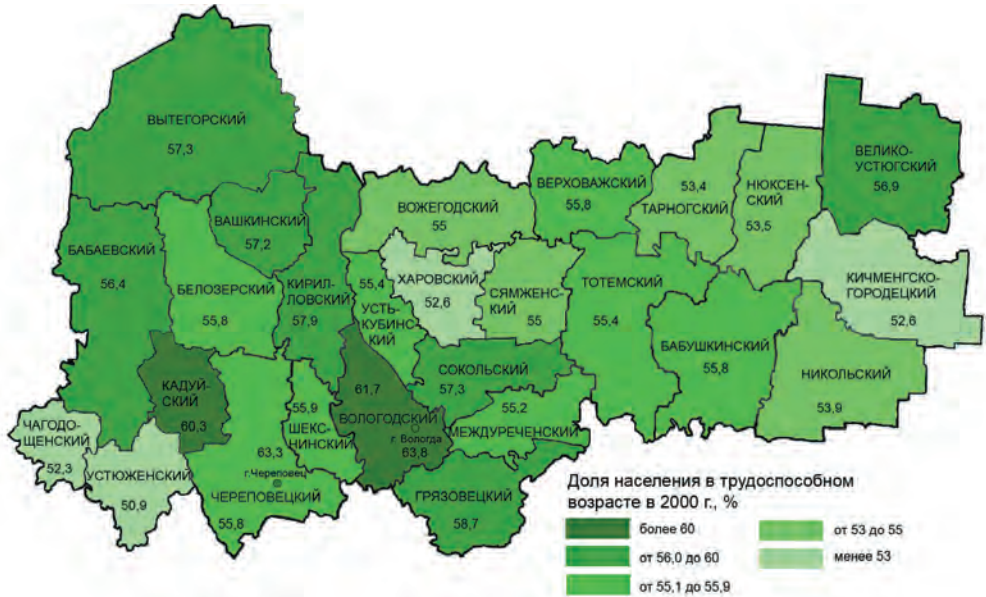 ВЫТЕГОРСКИЙ
57,3
ВАШКИНСКИЙ
57,2
БАБАЕВСКИЙ
56,4
БЕЛОЗЕРСКИЙ
55,8
КИРИЛ-
ЛОВСКИЙ
57,9
ВОЖЕГОДСКИЙ
55
ВЕРХОВАЖСКИЙ
55,8
53,4
ТАРНОГСКИЙ
НЮКСЕН-
СКИЙ
53,5
ВЕЛИКО-
УСТЮГСКИЙ
56,9
55,4
УСТЬ-
КУБИНС-
КИЙ
ХАРОВСКИЙ
52,6
СЯМЖЕНС-
КИЙ
55
ТОТЕМСКИЙ
55,4
КИЧМЕНГСКО-
ГОРОДЕЦКИЙ
52,6
БАБУШКИНСКИЙ
55,8
НИКОЛЬСКИЙ
53,9
КАДУЙ-
СКИЙ
60,3
61,7
ВОЛОГОДСКИЙ
г. Вологда
63,8
СОКОЛЬСКИЙ
57,3
55,2
МЕЖДУРЕЧЕНСКИЙ
55,9
ШЕКС-
НИНСКИЙ
ЧАГОДО-
ЩЕНСКИЙ
52,3
УСТЮЖЕНСКИЙ
50,9
63,3
г.Череповец
ЧЕРЕПОВЕЦКИЙ
55,8
ГРЯЗОВЕЦКИЙ
58,7
Доля населения в трудоспособном
возрасте в 2000 г., %
более 60
от 56,0 до 60
от 55,1 до 55,9
от 53 до 55
менее 53